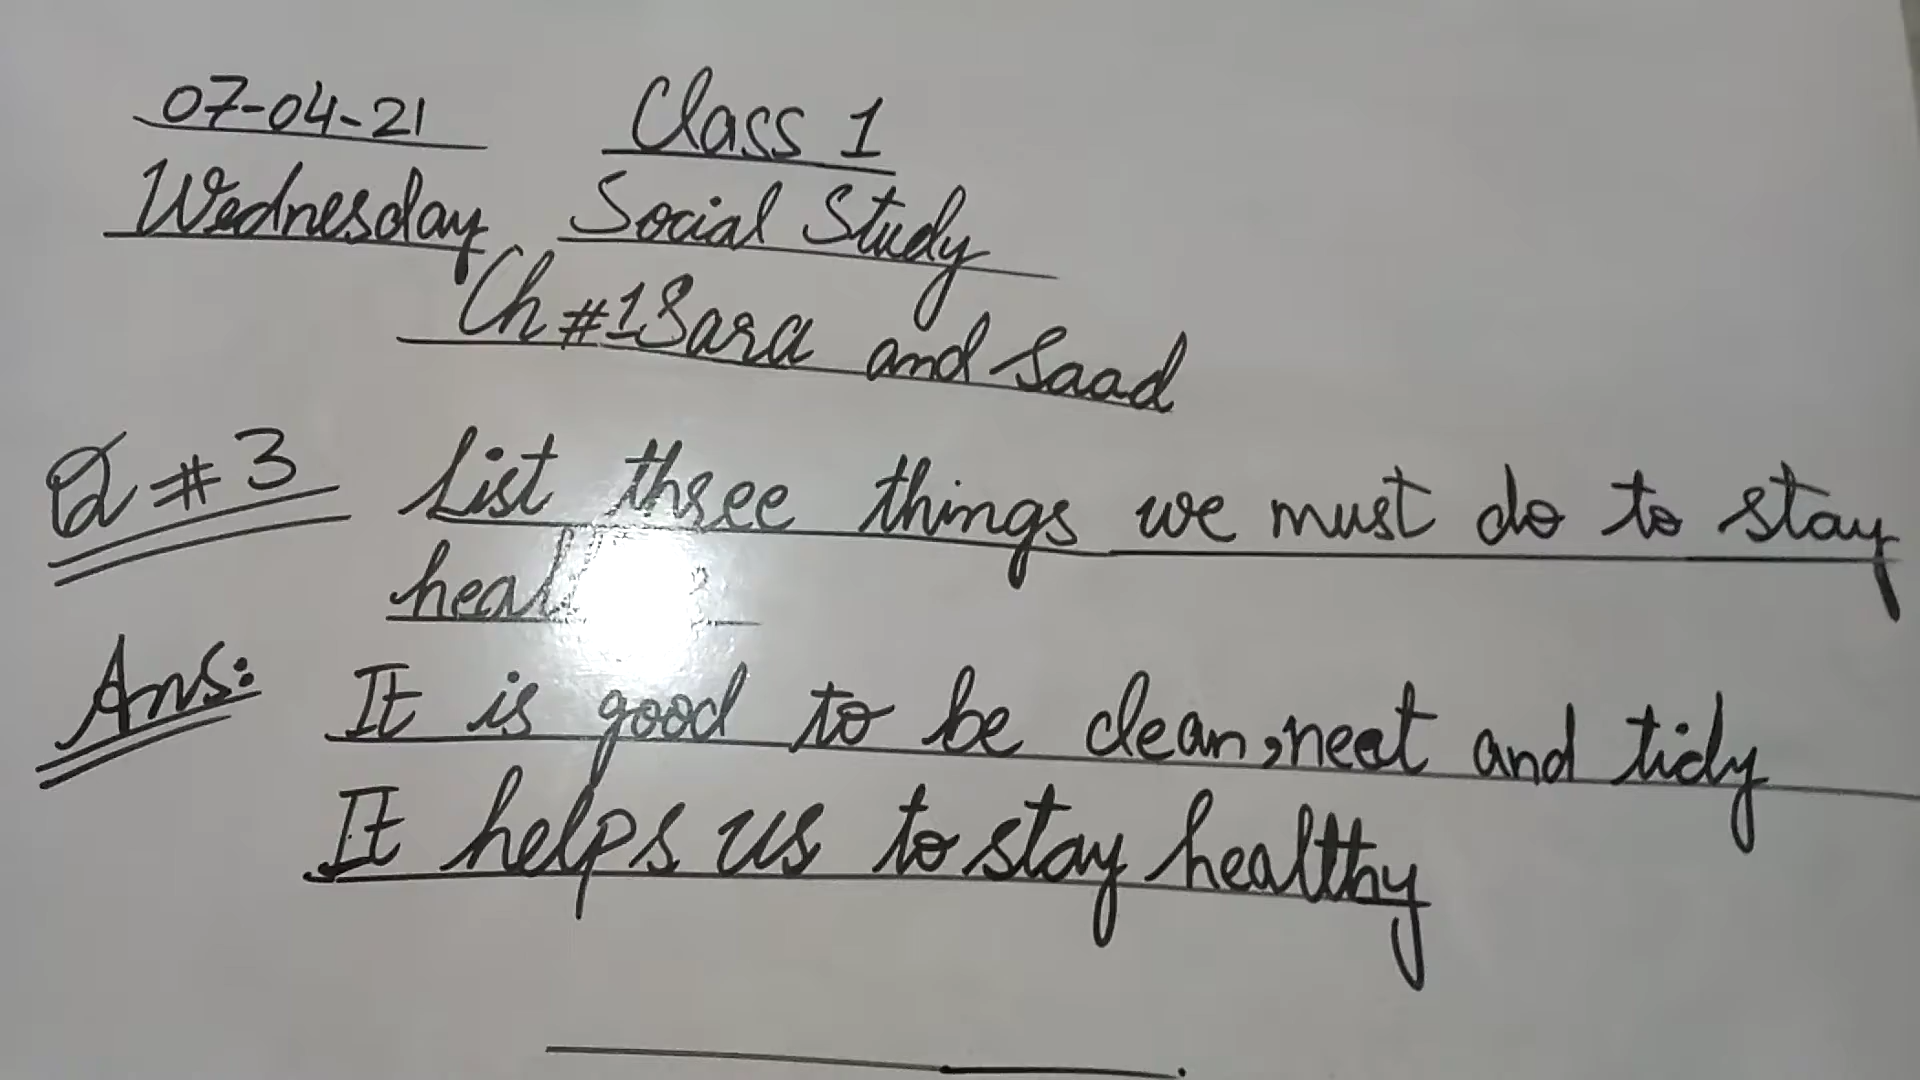 07-04-21 Class 1
Wednesday Social Study
Ch #1 Sara and Saad
Q #3 List three things we must do to stay
Ans: It is good to be clean, neat and tidy
It helps us to stay healthy